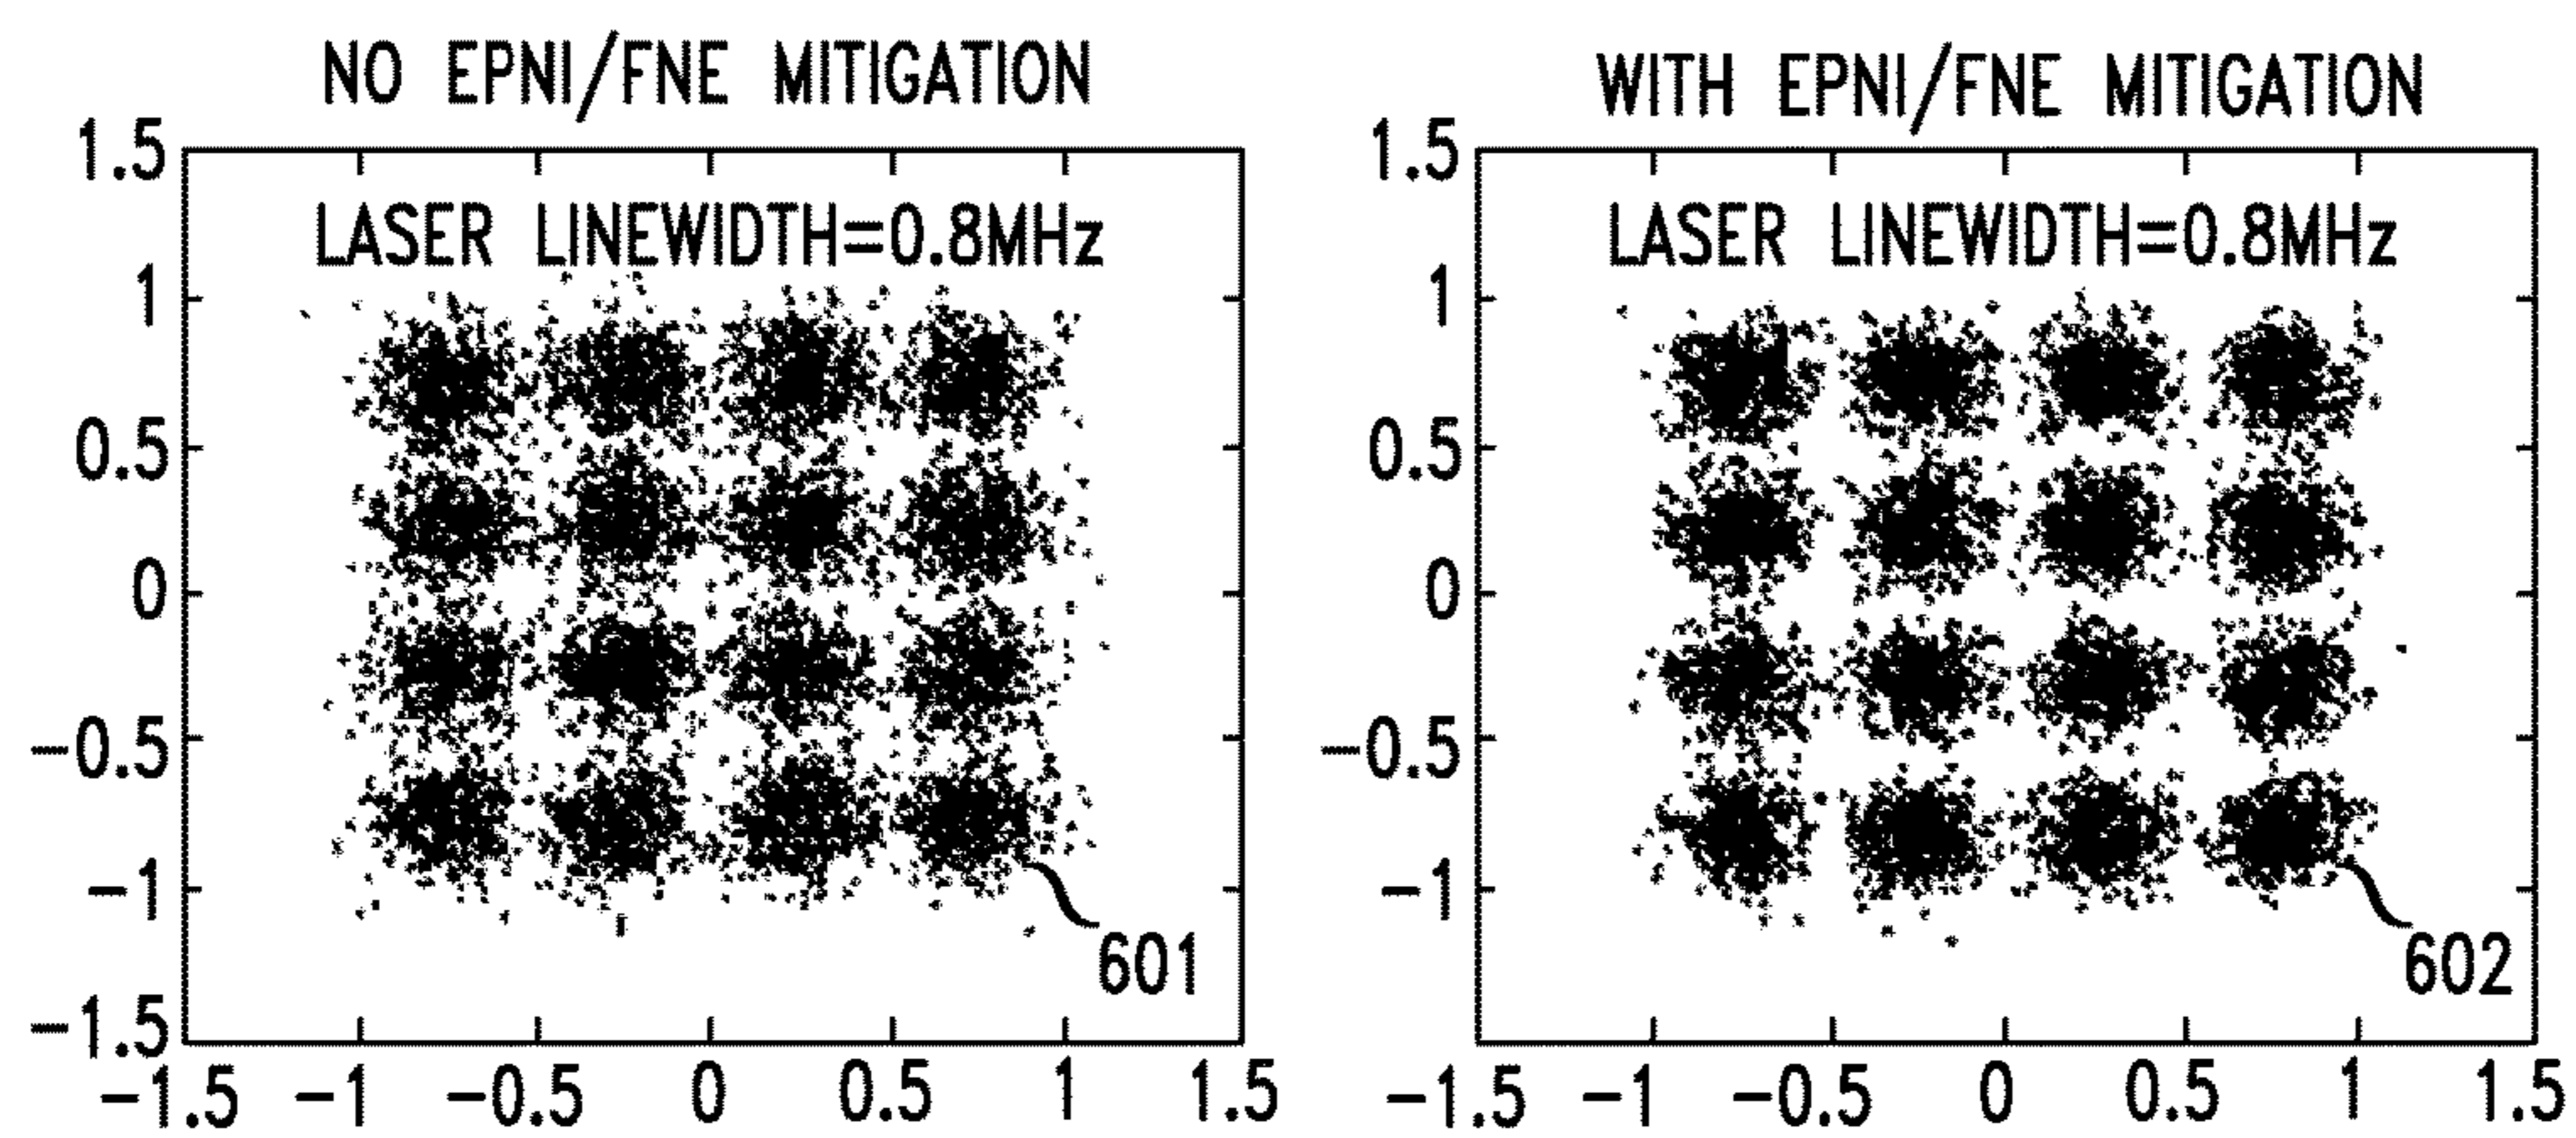 NO EPNI/FNE MITIGATION
LASER LINEWIDTH=0.8MHz
1.5
1
0.5
0
-0.5
-1
-1.5
-1.5 -1 -0.5 0 0.5 1 1.5
601
WITH EPNI/FNE MITIGATION
LASER LINEWIDTH=0.8MHz
1.5
1
0.5
0
-0.5
-1
-1.5 -1 -0.5 0 0.5 1 1.5
602